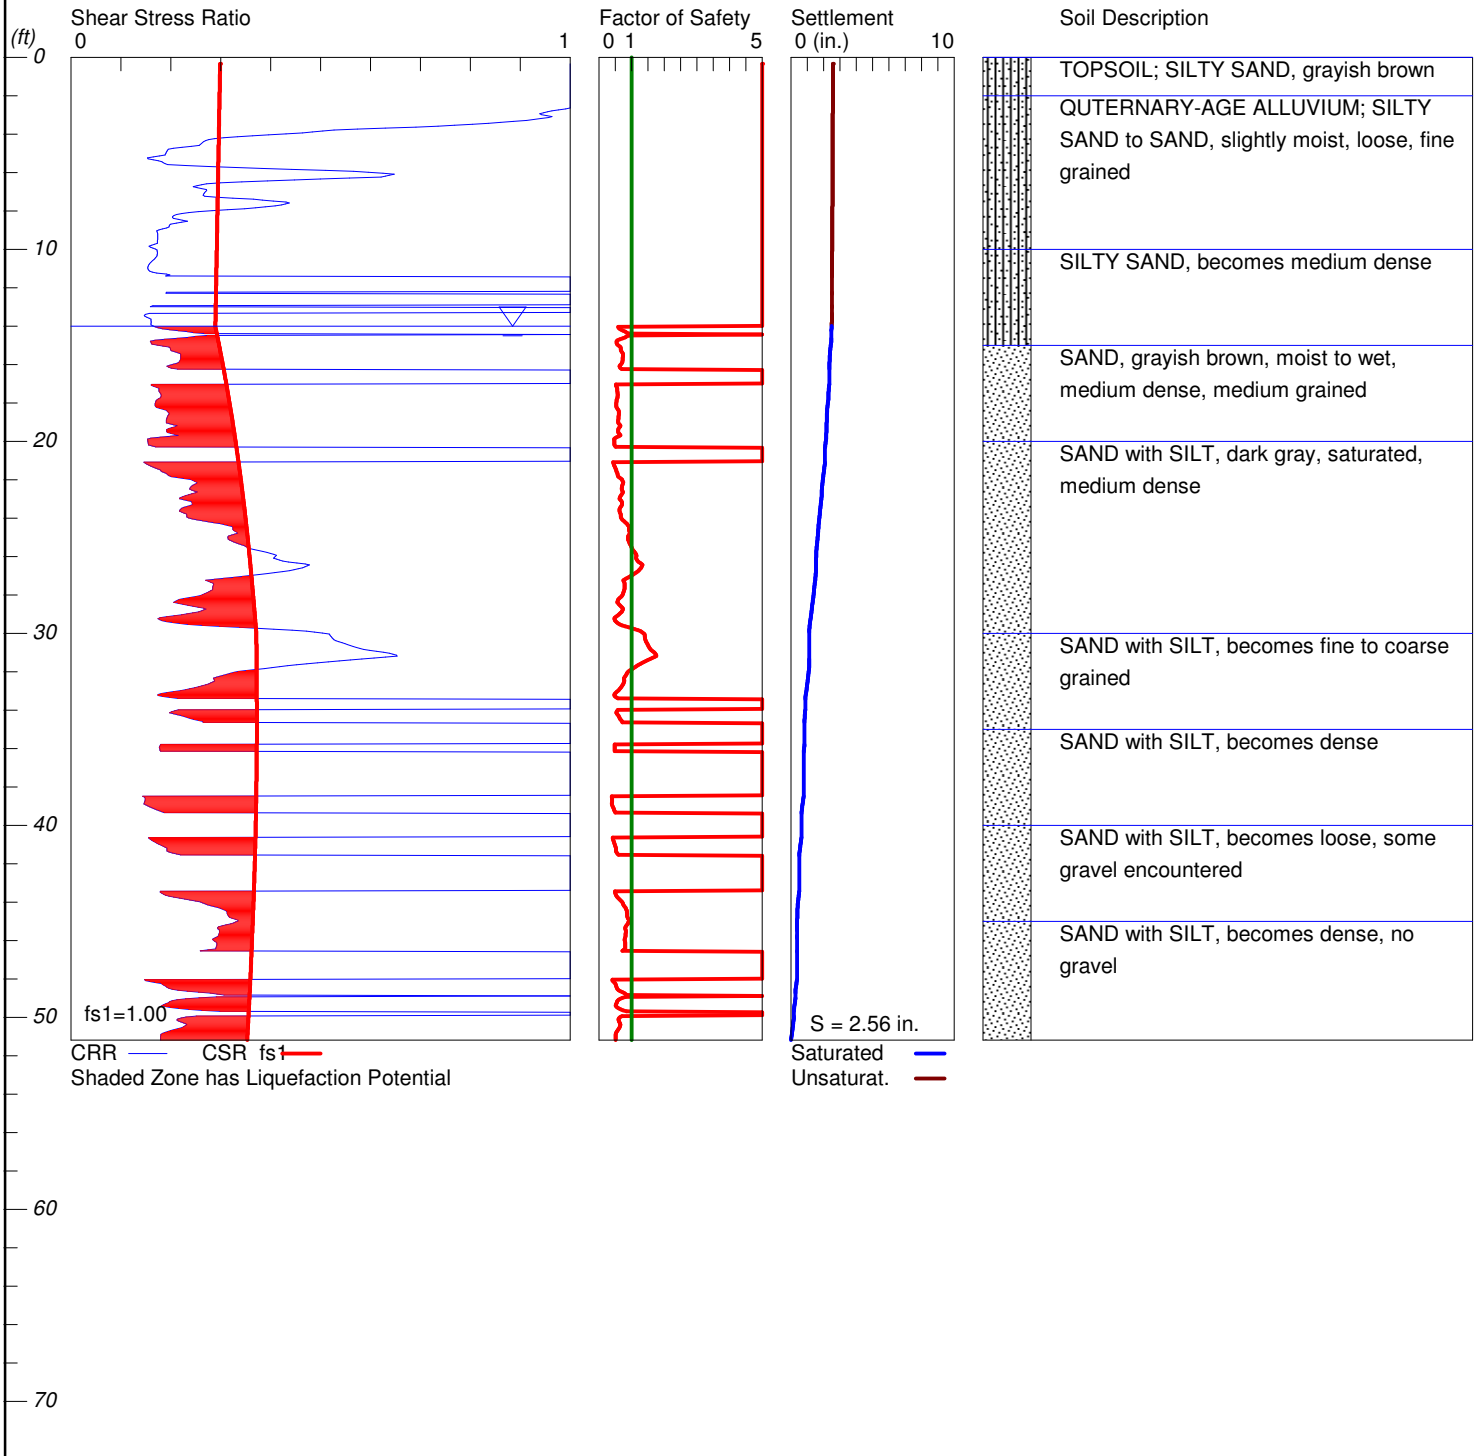 Shear Stress Ratio
Factor of Safety
Settlement
Soil Description
(ft)
0
1
0 1
5
0 (in.)
10
0
TOPSOIL; SILTY SAND, grayish brown
QUTERNARY-AGE ALLUVIUM; SILTY
SAND to SAND, slightly moist, loose, fine
grained
10
SILTY SAND, becomes medium dense
SAND, grayish brown, moist to wet,
medium dense, medium grained
20
SAND with SILT, dark gray, saturated,
medium dense
30
SAND with SILT, becomes fine to coarse
grained
SAND with SILT, becomes dense
40
SAND with SILT, becomes loose, some
gravel encountered
SAND with SILT, becomes dense, no
gravel
50
fs1=1.00
S = 2.56 in.
CRR
CSR fs1
Shaded Zone has Liquefaction Potential
Saturated
Unsaturat.
60
70